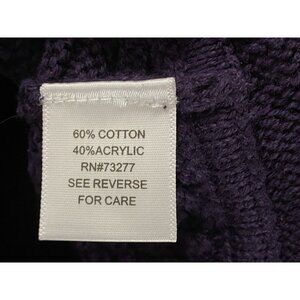 60% COTTON
40%ACRYLIC
RN#73277
SEE REVERSE
FOR CARE